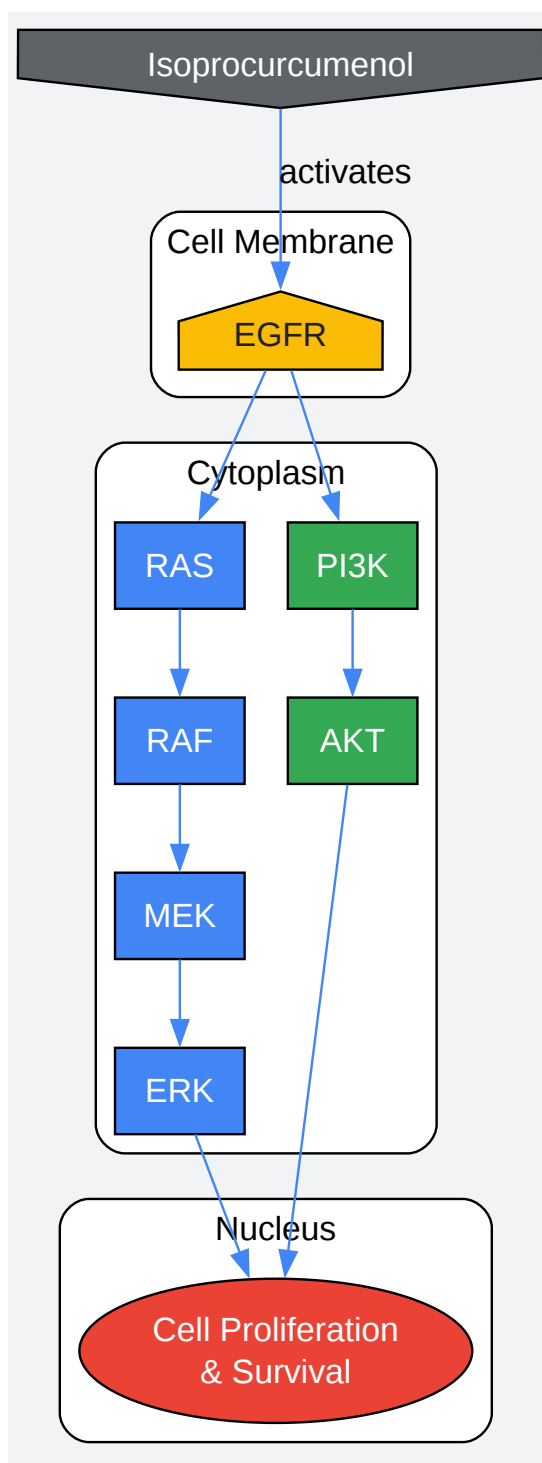 Isoprocurcumenol
activates
Cell Membrane
EGFR
Cytoplasm
RAS
PI3K
RAF
AKT
MEK
ERK
Nucleus
Cell Proliferation
& Survival